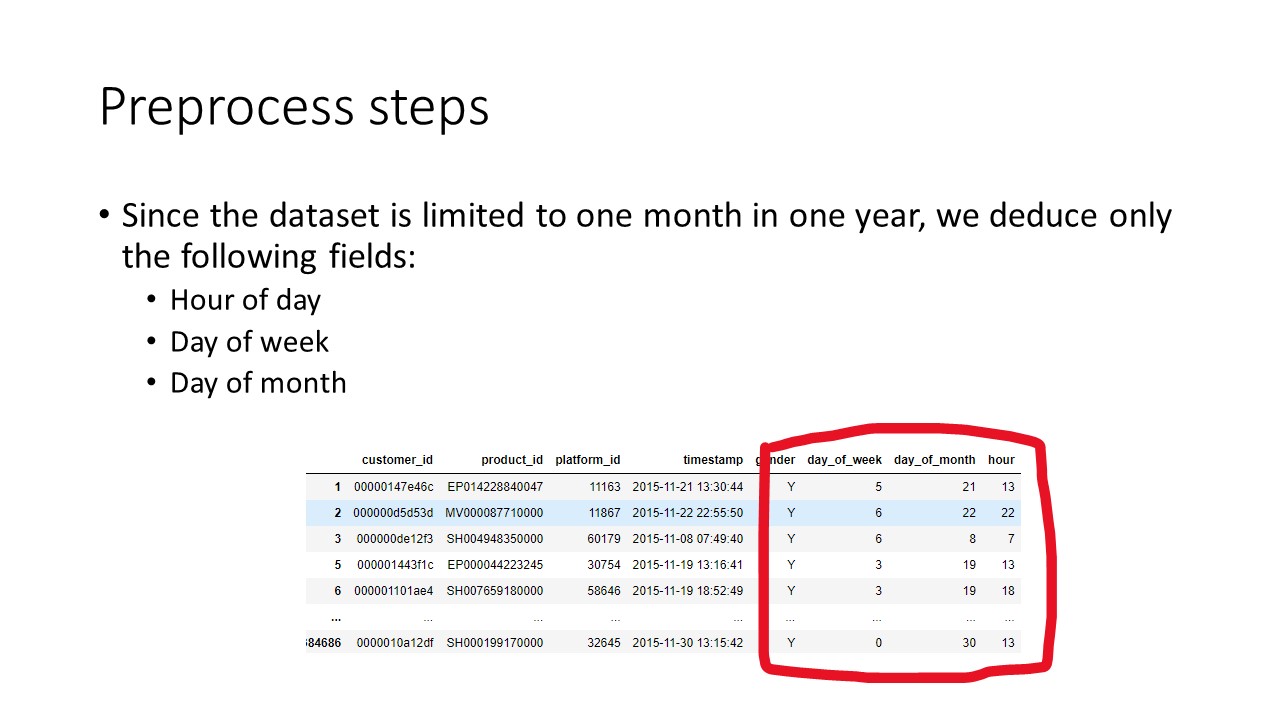 Preprocess steps
• Since the dataset is limited to one month in one year, we deduce only
the following fields:
• Hour of day
• Day of week
• Day of month
customer_id product_id platform_id timestamp gender day_of_week day_of_month hour
1 00000147e46c EP014228840047 11163 2015-11-21 13:30:44 Y 5 21 13
2 000000d5d53d MV000087710000 11867 2015-11-22 22:55:50 Y 6 22 22
3 000000de12f3 SH004948350000 60179 2015-11-08 07:49:40 Y 6 8 7
5 000001443f1c EP000044223245 30754 2015-11-19 13:16:41 Y 3 19 13
6 000001101ae4 SH007659180000 58646 2015-11-19 18:52:49 Y 3 19 18
... ... ... ... ... ... ... ... ...
84686 0000010a12df SH000199170000 32645 2015-11-30 13:15:42 Y 0 30 13